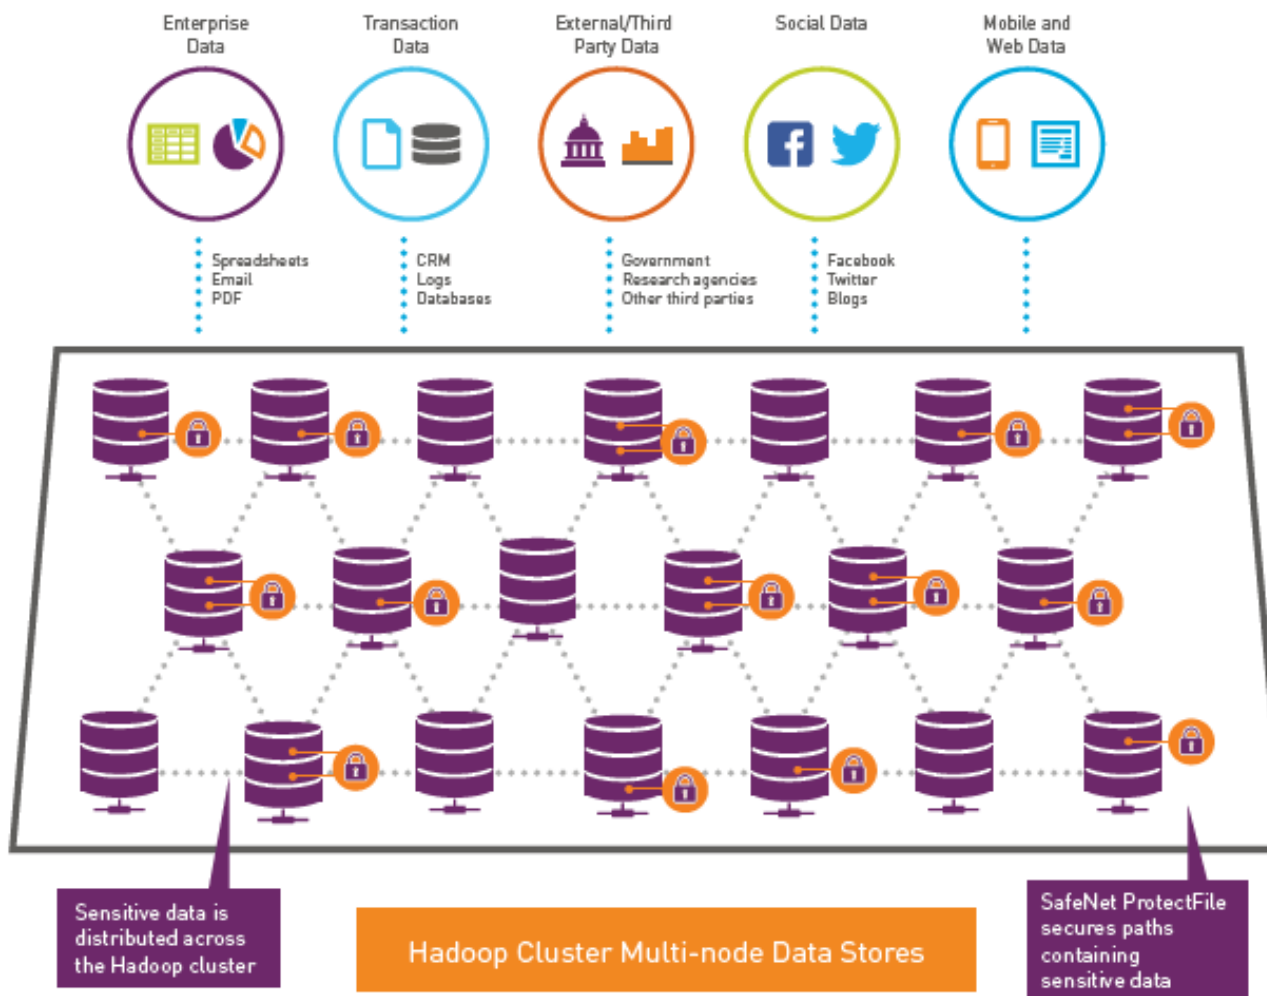 Enterprise
Data
Transaction
Data
External/Third
Party Data
Social Data
Mobile and
Web Data
Spreadsheets
Email
PDF
CRM
Logs
Databases
Government
Research agencies
Other third parties
Facebook
Twitter
Blogs
Sensitive data is
distributed across
the Hadoop cluster
Hadoop Cluster Multi-node Data Stores
SafeNet ProtectFile
secures paths
containing
sensitive data